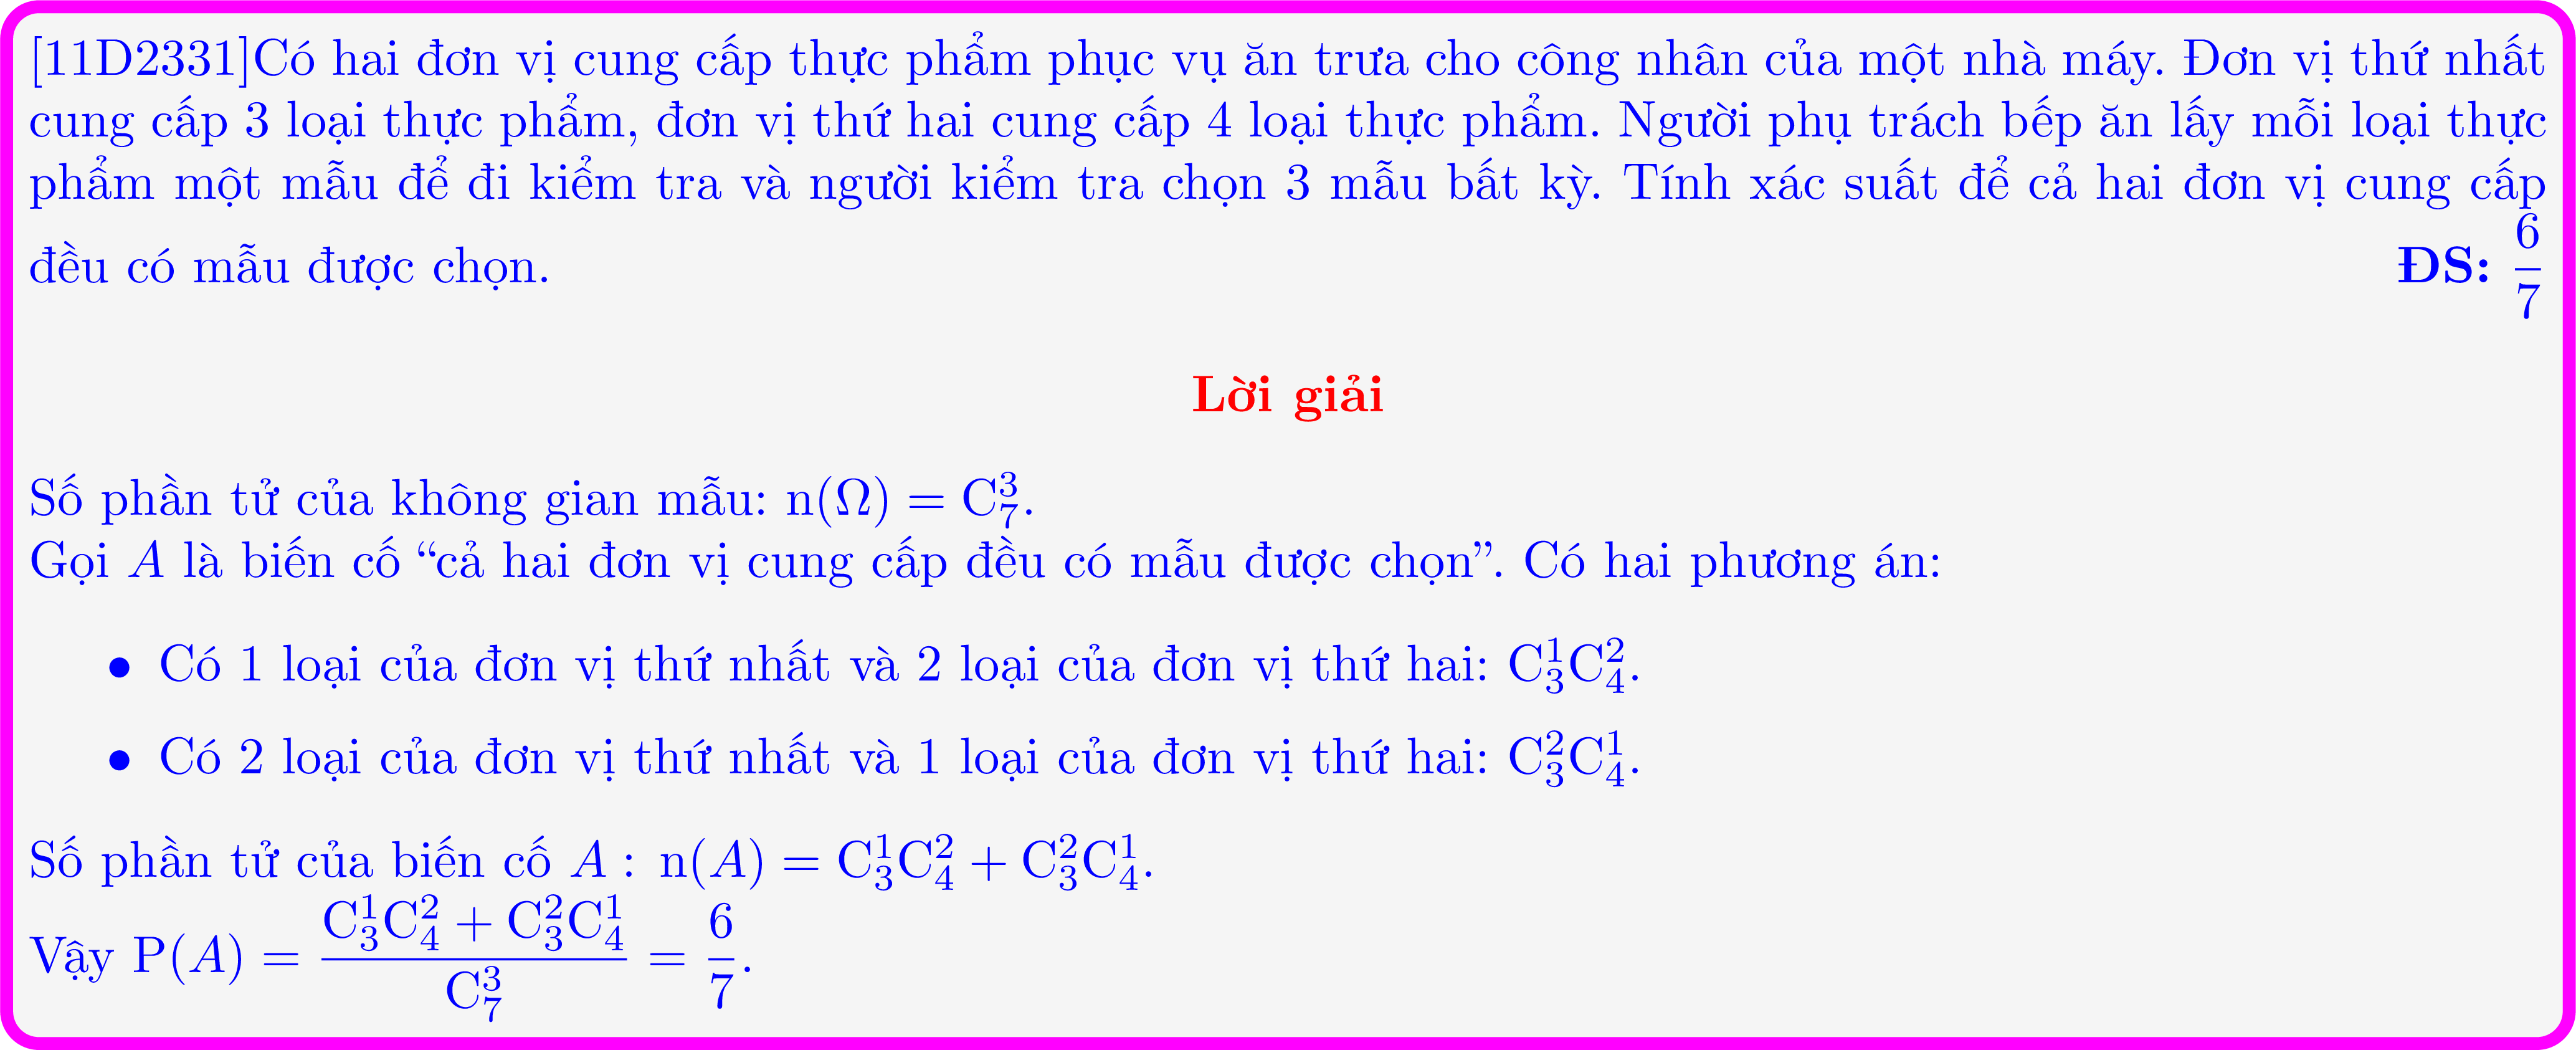 [11D2331]Có hai đơn vị cung cấp thực phẩm phục vụ ăn trưa cho công nhân của một nhà máy. Đơn vị thứ nhất
cung cấp 3 loại thực phẩm, đơn vị thứ hai cung cấp 4 loại thực phẩm. Người phụ trách bếp ăn lấy mỗi loại thực
phẩm một mẫu để đi kiểm tra và người kiểm tra chọn 3 mẫu bất kỳ. Tính xác suất để cả hai đơn vị cung cấp
đều có mẫu được chọn. ĐS: $\frac{6}{7}$
Lời giải
Số phần tử của không gian mẫu: $n(\Omega) = C_7^3$.
Gọi $A$ là biến cố “cả hai đơn vị cung cấp đều có mẫu được chọn”. Có hai phương án:
• Có 1 loại của đơn vị thứ nhất và 2 loại của đơn vị thứ hai: $C_3^1C_4^2$.
• Có 2 loại của đơn vị thứ nhất và 1 loại của đơn vị thứ hai: $C_3^2C_4^1$.
Số phần tử của biến cố $A : n(A) = C_3^1C_4^2 + C_3^2C_4^1$.
Vậy $P(A) = \frac{C_3^1C_4^2 + C_3^2C_4^1}{C_7^3} = \frac{6}{7}$.